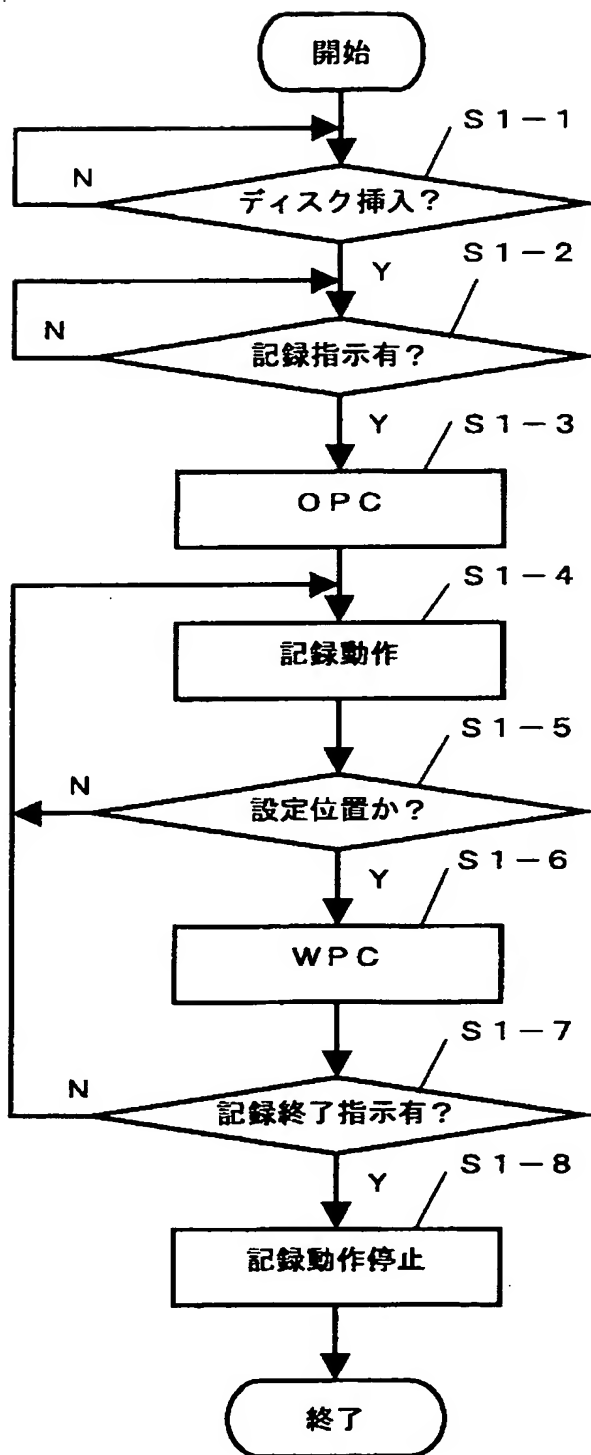 開始
S1-1
N
ディスク挿入?
Y
S1-2
N
記録指示有?
Y
S1-3
OPC
S1-4
記録動作
S1-5
N
設定位置か?
Y
S1-6
WPC
S1-7
N
記録終了指示有?
Y
S1-8
記録動作停止
終了